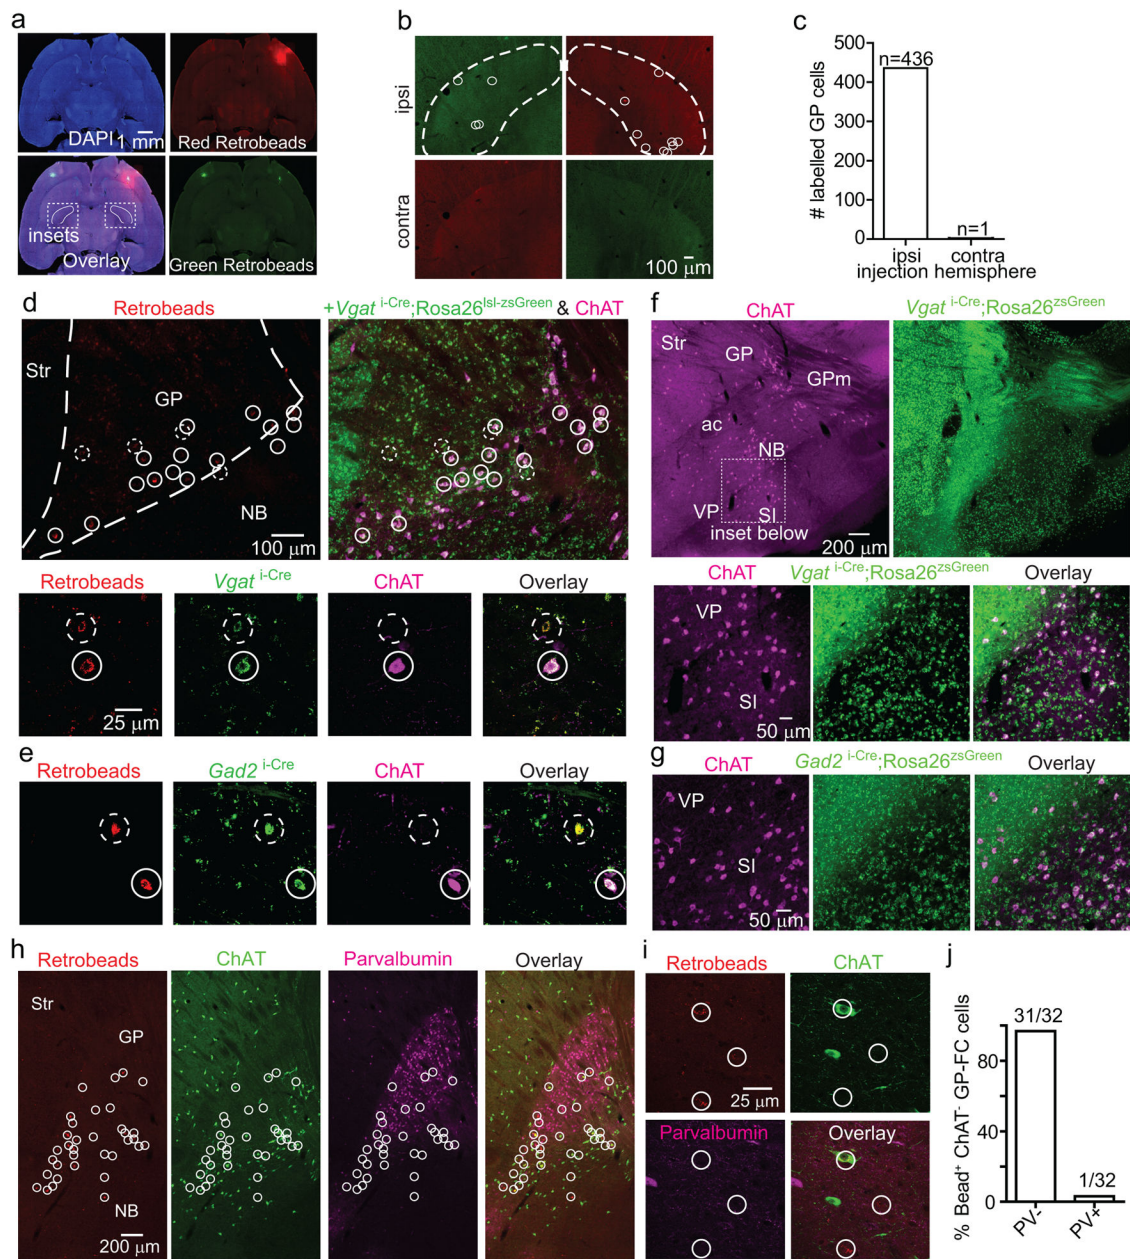 a
DAPI
1 mm
Red Retrobeads
insets
Overlay
Green Retrobeads
b
ipsi
contra
100 μm
c
# labelled GP cells
500
400
300
200
100
0
n=436
n=1
ipsi contra
injection hemisphere
d
Retrobeads
+Vgat i-Cre;Rosa26lsl-zsGreen & ChAT
Str
GP
NB
100 μm
Retrobeads
Vgat i-Cre
ChAT
Overlay
25 μm
e
Retrobeads
Gad2 i-Cre
ChAT
Overlay
f
ChAT
Vgat i-Cre;Rosa26zsGreen
Str
GP
GPm
ac
NB
VP
SI
inset below
200 μm
ChAT
Vgat i-Cre;Rosa26zsGreen
Overlay
VP
SI
50 μm
g
ChAT
Gad2 i-Cre;Rosa26zsGreen
Overlay
VP
SI
50 μm
h
Retrobeads
ChAT
Parvalbumin
Overlay
Str
GP
NB
200 μm
i
Retrobeads
ChAT
25 μm
Parvalbumin
Overlay
j
% Bead+ ChAT- GP-FC cells
80
40
0
31/32
1/32
PV-
PV+